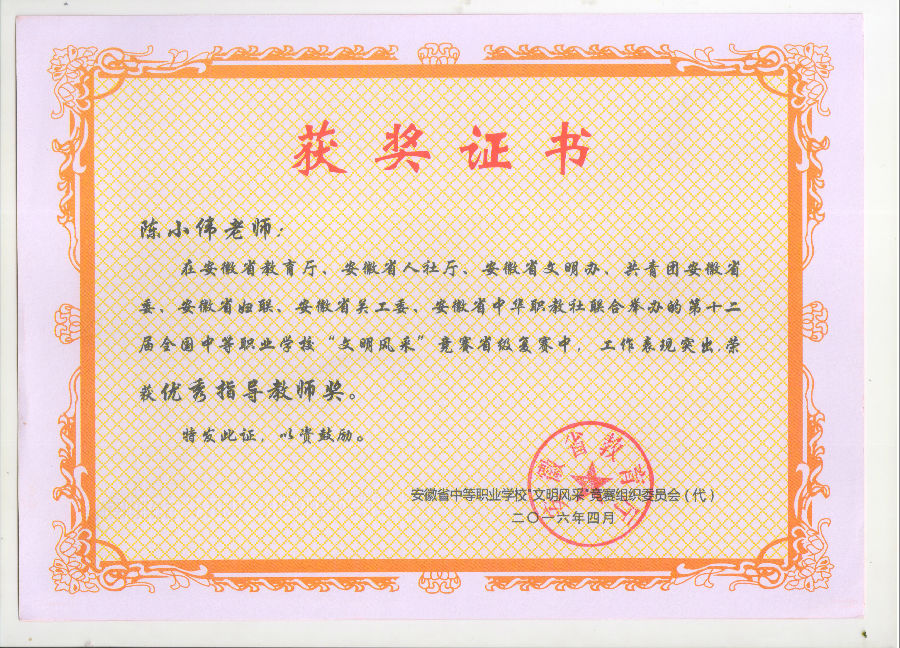 获奖证书
陈小伟老师：
在安徽省教育厅、安徽省人社厅、安徽省文明办、共青团安徽省
委、安徽省妇联、安徽省关工委、安徽省中华职教社联合举办的第十二
届全国中等职业学校“文明风采”竞赛省级复赛中，工作表现突出,荣
获优秀指导教师奖。
特发此证，以资鼓励。
安徽省教育厅
安徽省中等职业学校“文明风采”竞赛组织委员会（代）
二〇一六年四月